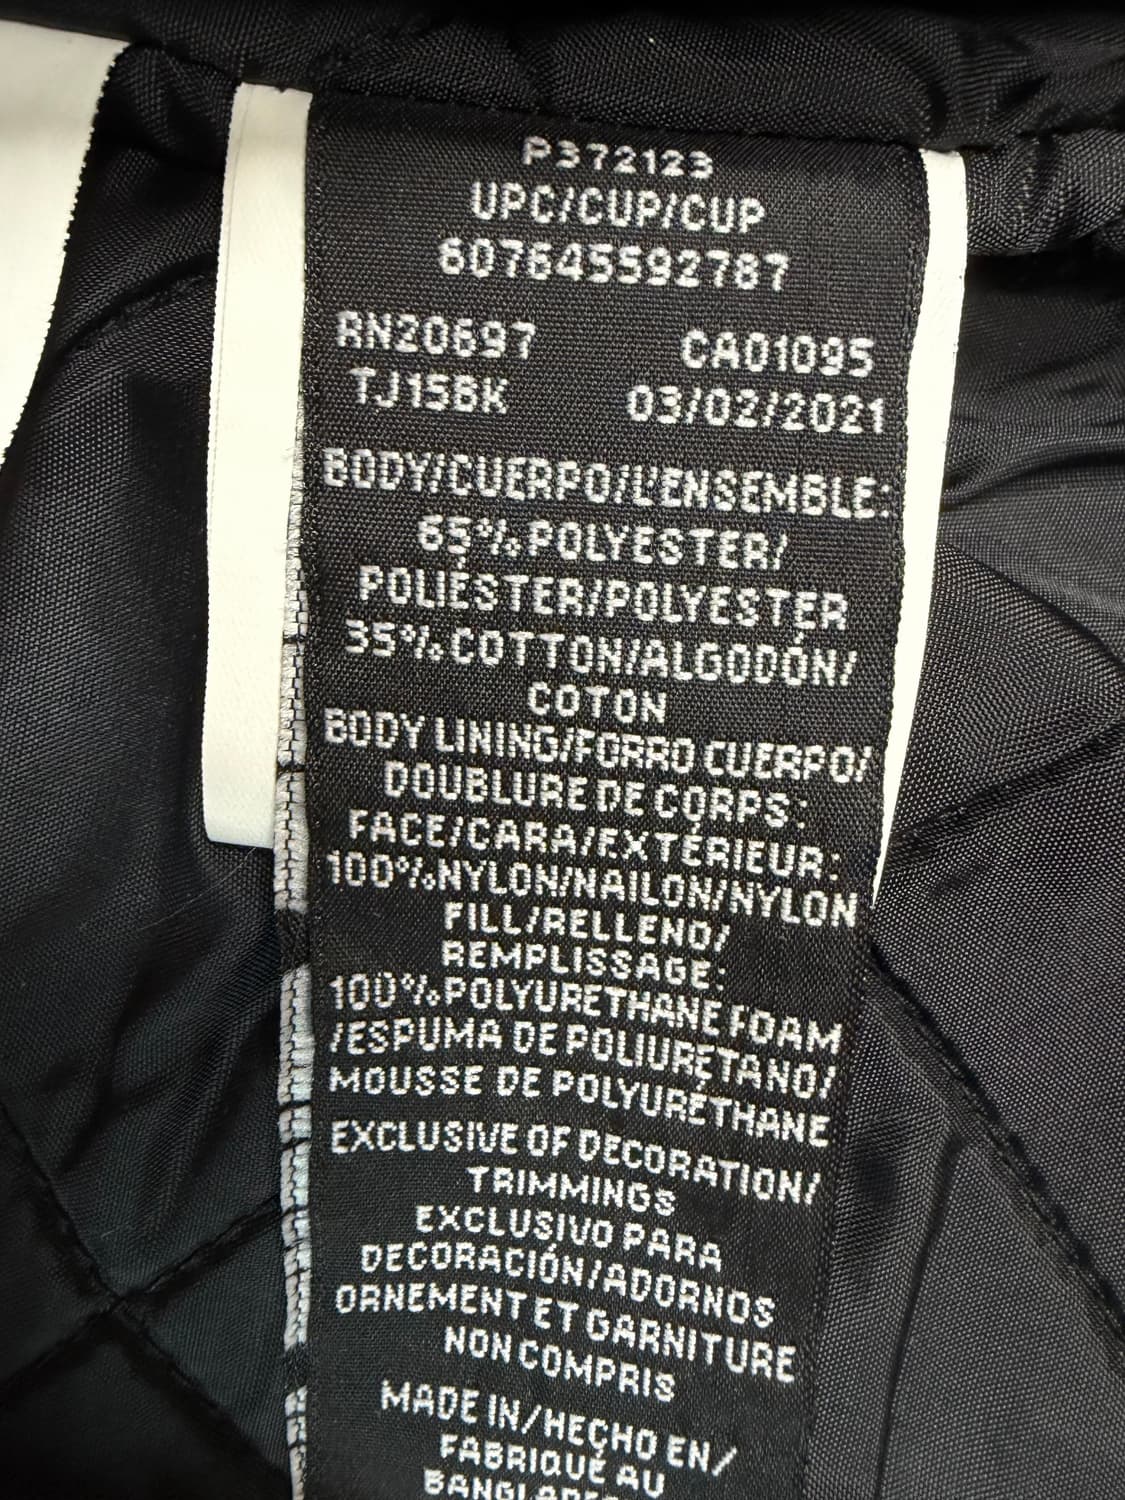 P372123
UPC/CUP/CUP
607645592787
RN20697 CA01095
TJ15BK 03/02/2021
BODY/CUERPO/L'ENSEMBLE:
65% POLYESTER/
POLIÉSTER/POLYESTER
35% COTTON/ALGODÓN/
COTON
BODY LINING/FORRO CUERPO/
DOUBLURE DE CORPS:
FACE/CARA/EXTÉRIEUR:
100% NYLON/NAILON/NYLON
FILL/RELLENO/
REMPLISSAGE:
100% POLYURETHANE FOAM
/ESPUMA DE POLIURETANO/
MOUSSE DE POLYURÉTHANE
EXCLUSIVE OF DECORATION/
TRIMMINGS
EXCLUSIVO PARA
DECORACIÓN/ADORNOS
ORNEMENT ET GARNITURE
NON COMPRIS
MADE IN/HECHO EN/
FABRIQUÉ AU